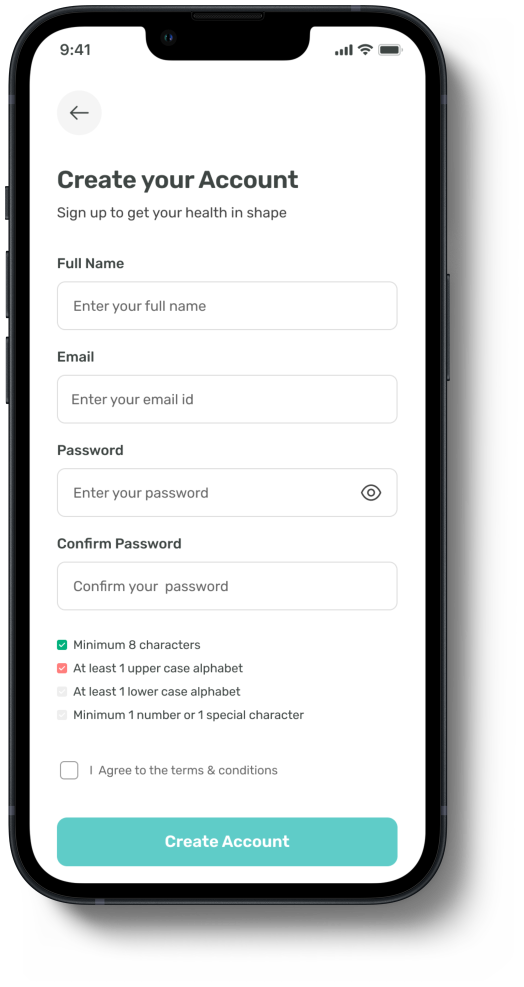 9:41
Create your Account
Sign up to get your health in shape
Full Name
Enter your full name
Email
Enter your email id
Password
Enter your password
Confirm Password
Confirm your  password
Minimum 8 characters
At least 1 upper case alphabet
At least 1 lower case alphabet
Minimum 1 number or 1 special character
I  Agree to the terms & conditions
Create Account